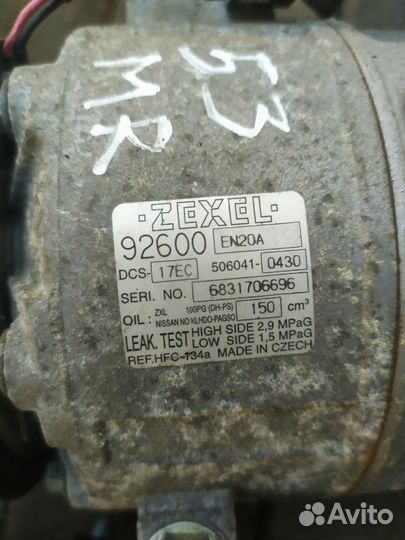 53
MR
ZEXEL
92600 EN20A
DCS- 17EC 506041- 0430
SERI. NO. 6831706696
OIL: ZXL 100PG (DH-PS) NISSAN NO KLHDO-PAGSO 150 cm³
LEAK. TEST HIGH SIDE 2,9 MPaG
LOW SIDE 1,5 MPaG
REF.HFC-134a MADE IN CZECH
Avito